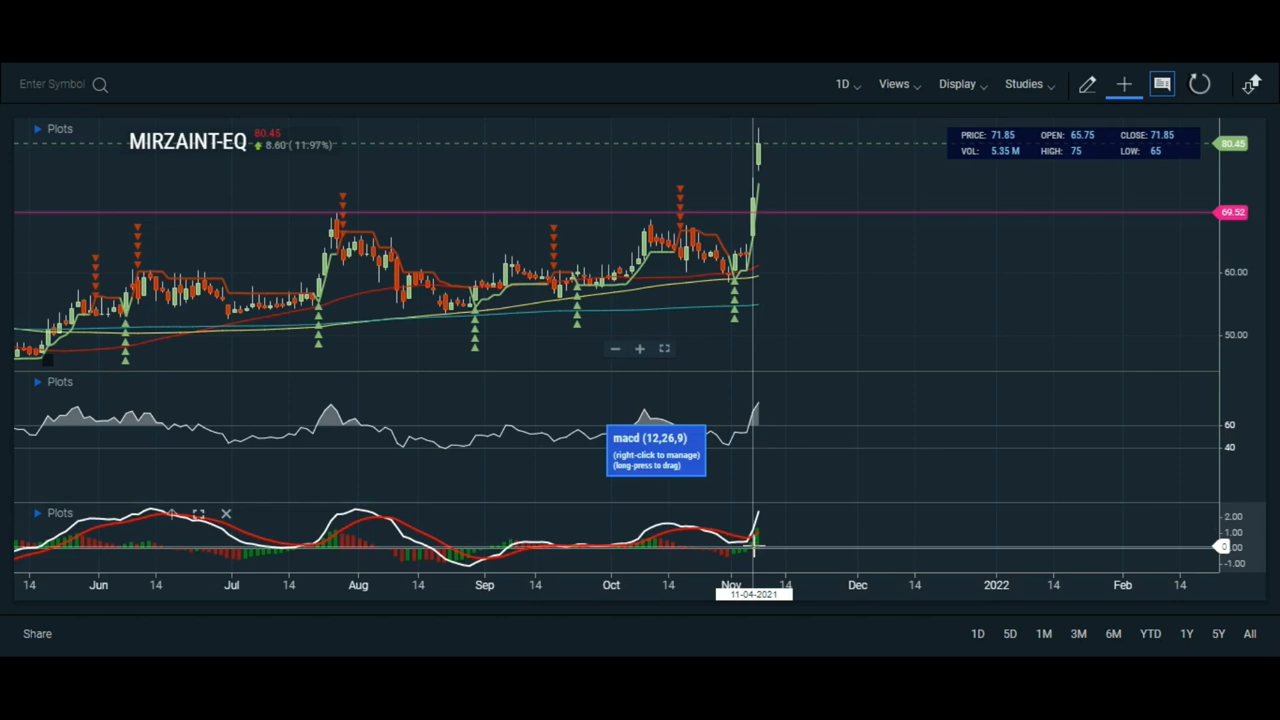 Enter Symbol
1D Views Display Studies
Plots
MIRZAINT-EQ 80.45
8.60 ( 11.97%)
PRICE: 71.85 OPEN: 65.75 CLOSE: 71.85
VOL: 5.35 M HIGH: 75 LOW: 65
80.45
69.52
60.00
50.00
Plots
60
40
macd (12,26,9)
(right-click to manage)
(long-press to drag)
Plots
2.00
1.00
0
0.00
-1.00
14 Jun 14 Jul 14 Aug 14 Sep 14 Oct 14 Nov 14 Dec 14 2022 14 Feb 14
11-04-2021
Share 1D 5D 1M 3M 6M YTD 1Y 5Y All